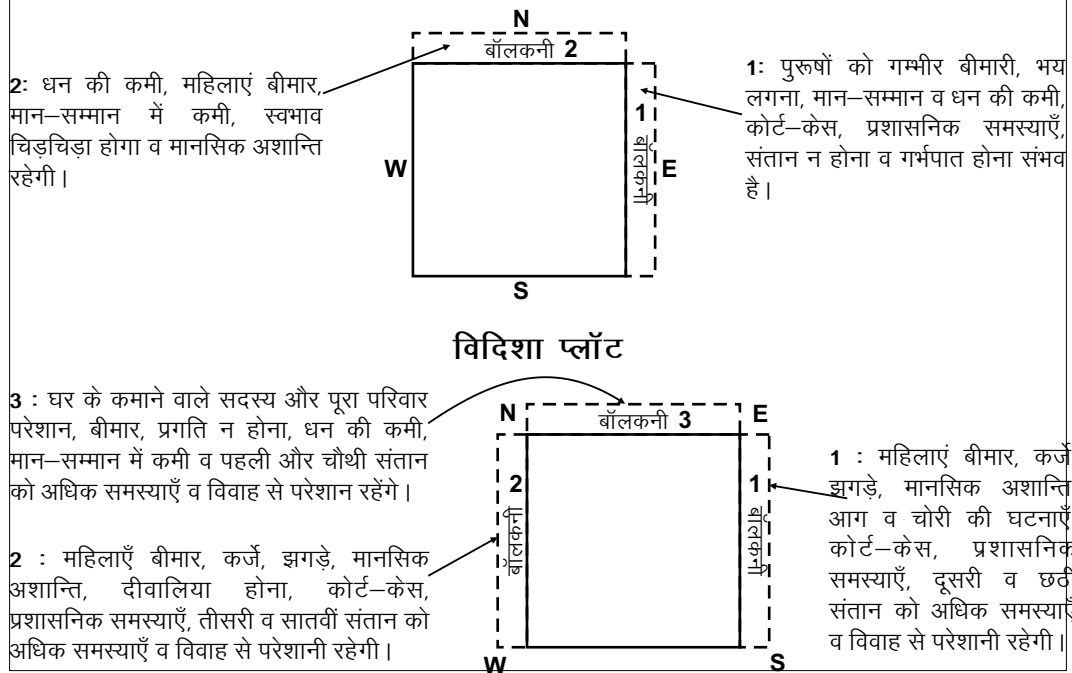 N
बॉलकनी 2
2: धन की कमी, महिलाएं बीमार,
मान–सम्मान में कमी, स्वभाव
चिड़चिड़ा होगा व मानसिक अशान्ति
रहेगी।
1: पुरूषों को गम्भीर बीमारी, भय
लगना, मान–सम्मान व धन की कमी,
कोर्ट–केस, प्रशासनिक समस्याएँ,
संतान न होना व गर्भपात होना संभव
है।
W
1 बॉलकनी
E
S
विदिशा प्लॉट
3 : घर के कमाने वाले सदस्य और पूरा परिवार
परेशान, बीमार, प्रगति न होना, धन की कमी,
मान–सम्मान में कमी व पहली और चौथी संतान
को अधिक समस्याएँ व विवाह से परेशान रहेंगे।
2 : महिलाएँ बीमार, कर्जे, झगड़े, मानसिक
अशान्ति, दीवालिया होना, कोर्ट–केस,
प्रशासनिक समस्याएँ, तीसरी व सातवीं संतान को
अधिक समस्याएँ व विवाह से परेशानी रहेगी।
N
बॉलकनी 3
E
2 बॉलकनी
1 बॉलकनी
W
S
1 : महिलाएं बीमार, कर्जे
झगड़े, मानसिक अशान्ति
आग व चोरी की घटनाएँ
कोर्ट–केस, प्रशासनिक
समस्याएँ, दूसरी व छठी
संतान को अधिक समस्याएँ
व विवाह से परेशानी रहेगी।